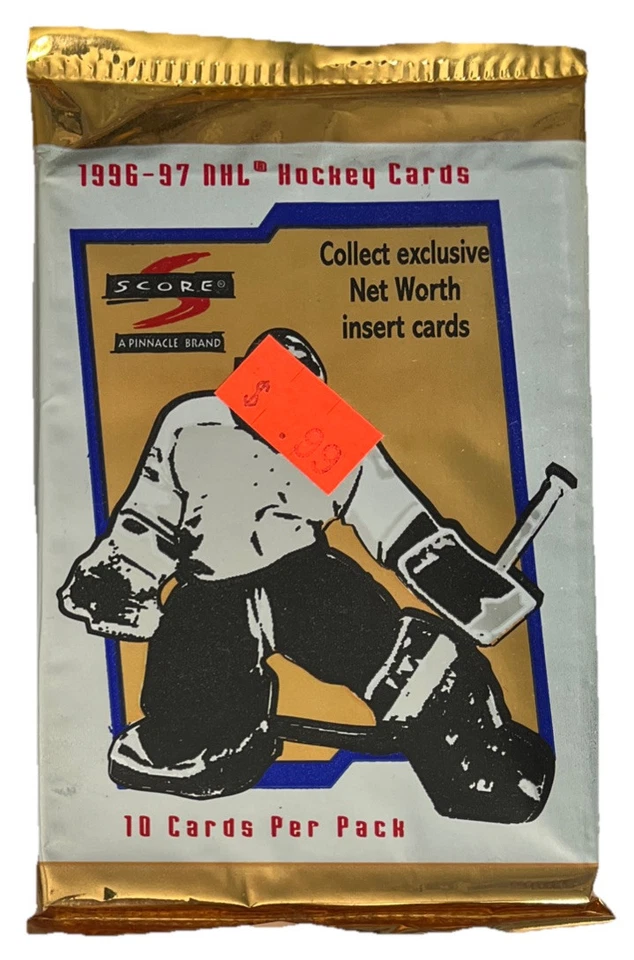 1996-97 NHL® Hockey Cards
Collect exclusive
Net Worth
insert cards
SCORE®
A PINNACLE BRAND
$
.99
10 Cards Per Pack